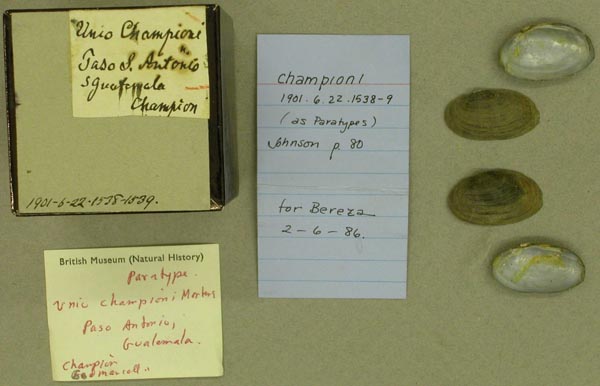 Unio Championi
Paso S. Antonio
S Guatemala
Champion
1901-6-22-1538-1539.
championi
1901.6.22.1538-9
(as Paratypes)
Johnson p. 80
for Bereza
2-6-86.
British Museum (Natural History)
Paratype.
Unio championi Martens
Paso Antonio,
Guatemala.
Champion